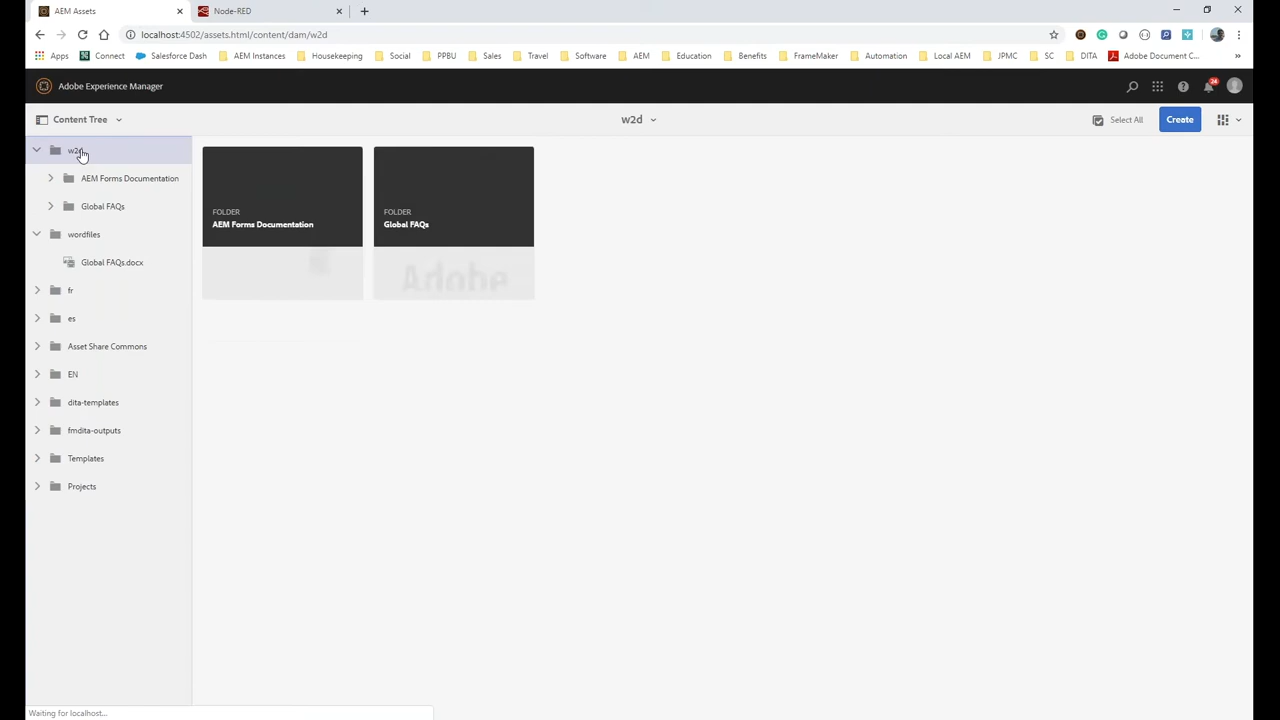 AEM Assets
Node-RED
localhost:4502/assets.html/content/dam/w2d
Apps Connect Salesforce Dash AEM Instances Housekeeping Social PPBU Sales Travel Software AEM Education Benefits FrameMaker Automation Local AEM JPMC SC DITA Adobe Document C...
Adobe Experience Manager
24
Content Tree
w2d
Select All
Create
AEM Forms Documentation
Global FAQs
wordfiles
Global FAQs.docx
fr
es
Asset Share Commons
EN
dita-templates
fmdita-outputs
Templates
Projects
FOLDER
AEM Forms Documentation
FOLDER
Global FAQs
Adobe
Waiting for localhost...